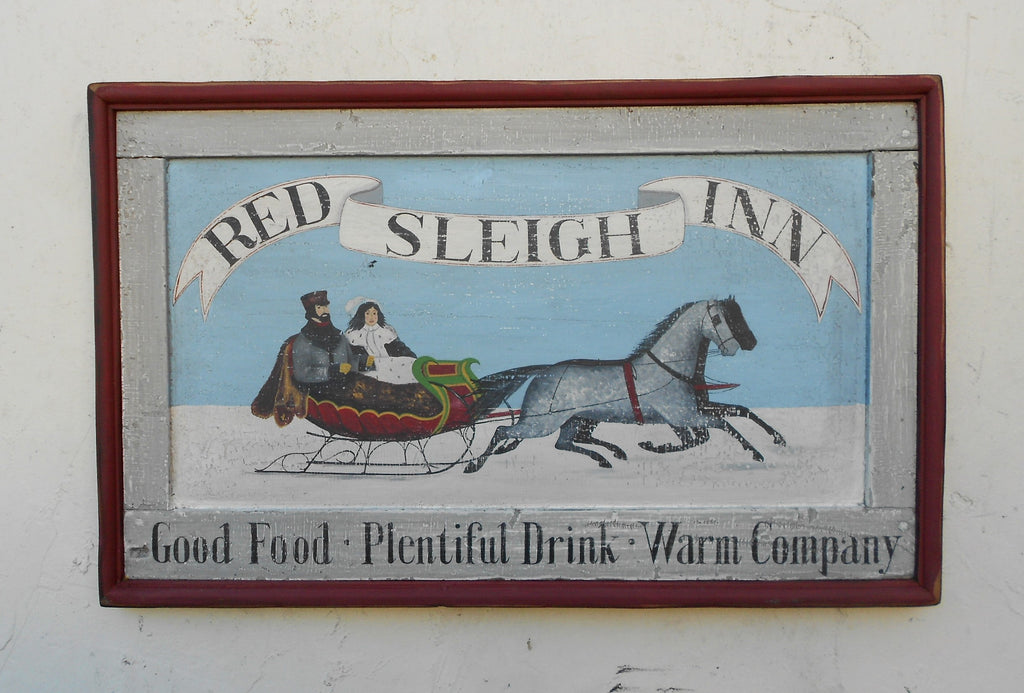 RED SLEIGH INN
Good Food · Plentiful Drink · Warm Company